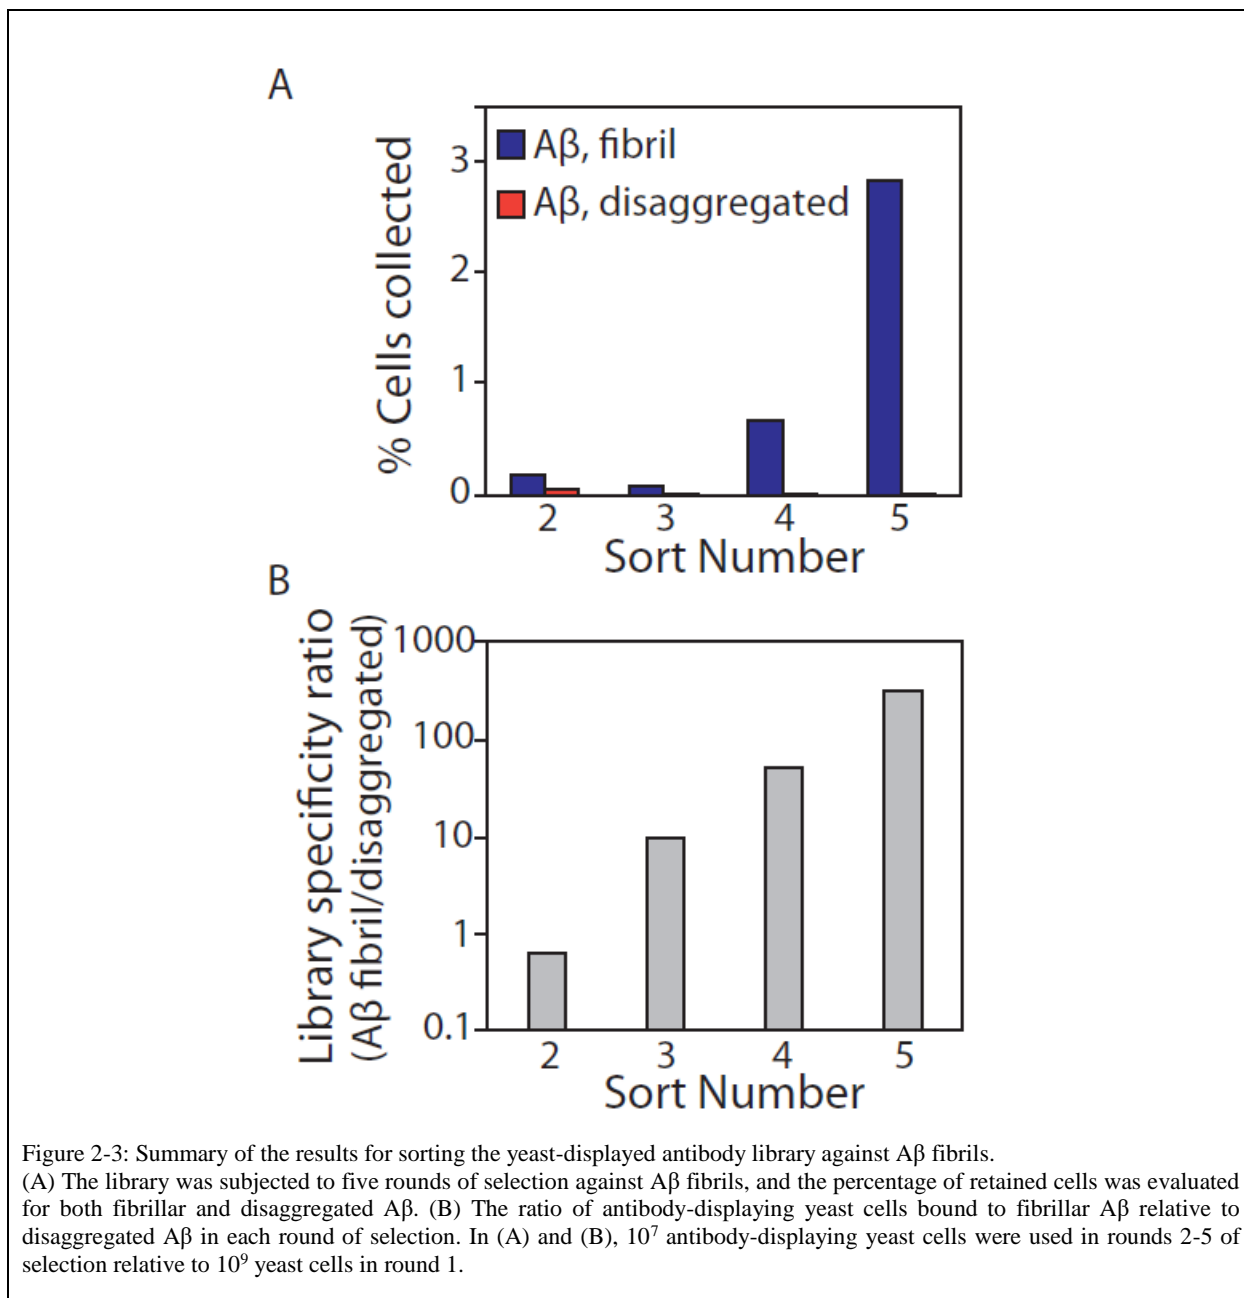 A
% Cells collected
3
2
1
0
Aβ, fibril
Aβ, disaggregated
2 3 4 5
Sort Number
B
Library specificity ratio
(Aβ fibril/disaggregated)
1000
100
10
1
0.1
2 3 4 5
Sort Number
Figure 2-3: Summary of the results for sorting the yeast-displayed antibody library against Aβ fibrils.
(A) The library was subjected to five rounds of selection against Aβ fibrils, and the percentage of retained cells was evaluated
for both fibrillar and disaggregated Aβ. (B) The ratio of antibody-displaying yeast cells bound to fibrillar Aβ relative to
disaggregated Aβ in each round of selection. In (A) and (B), 10⁷ antibody-displaying yeast cells were used in rounds 2-5 of
selection relative to 10⁹ yeast cells in round 1.